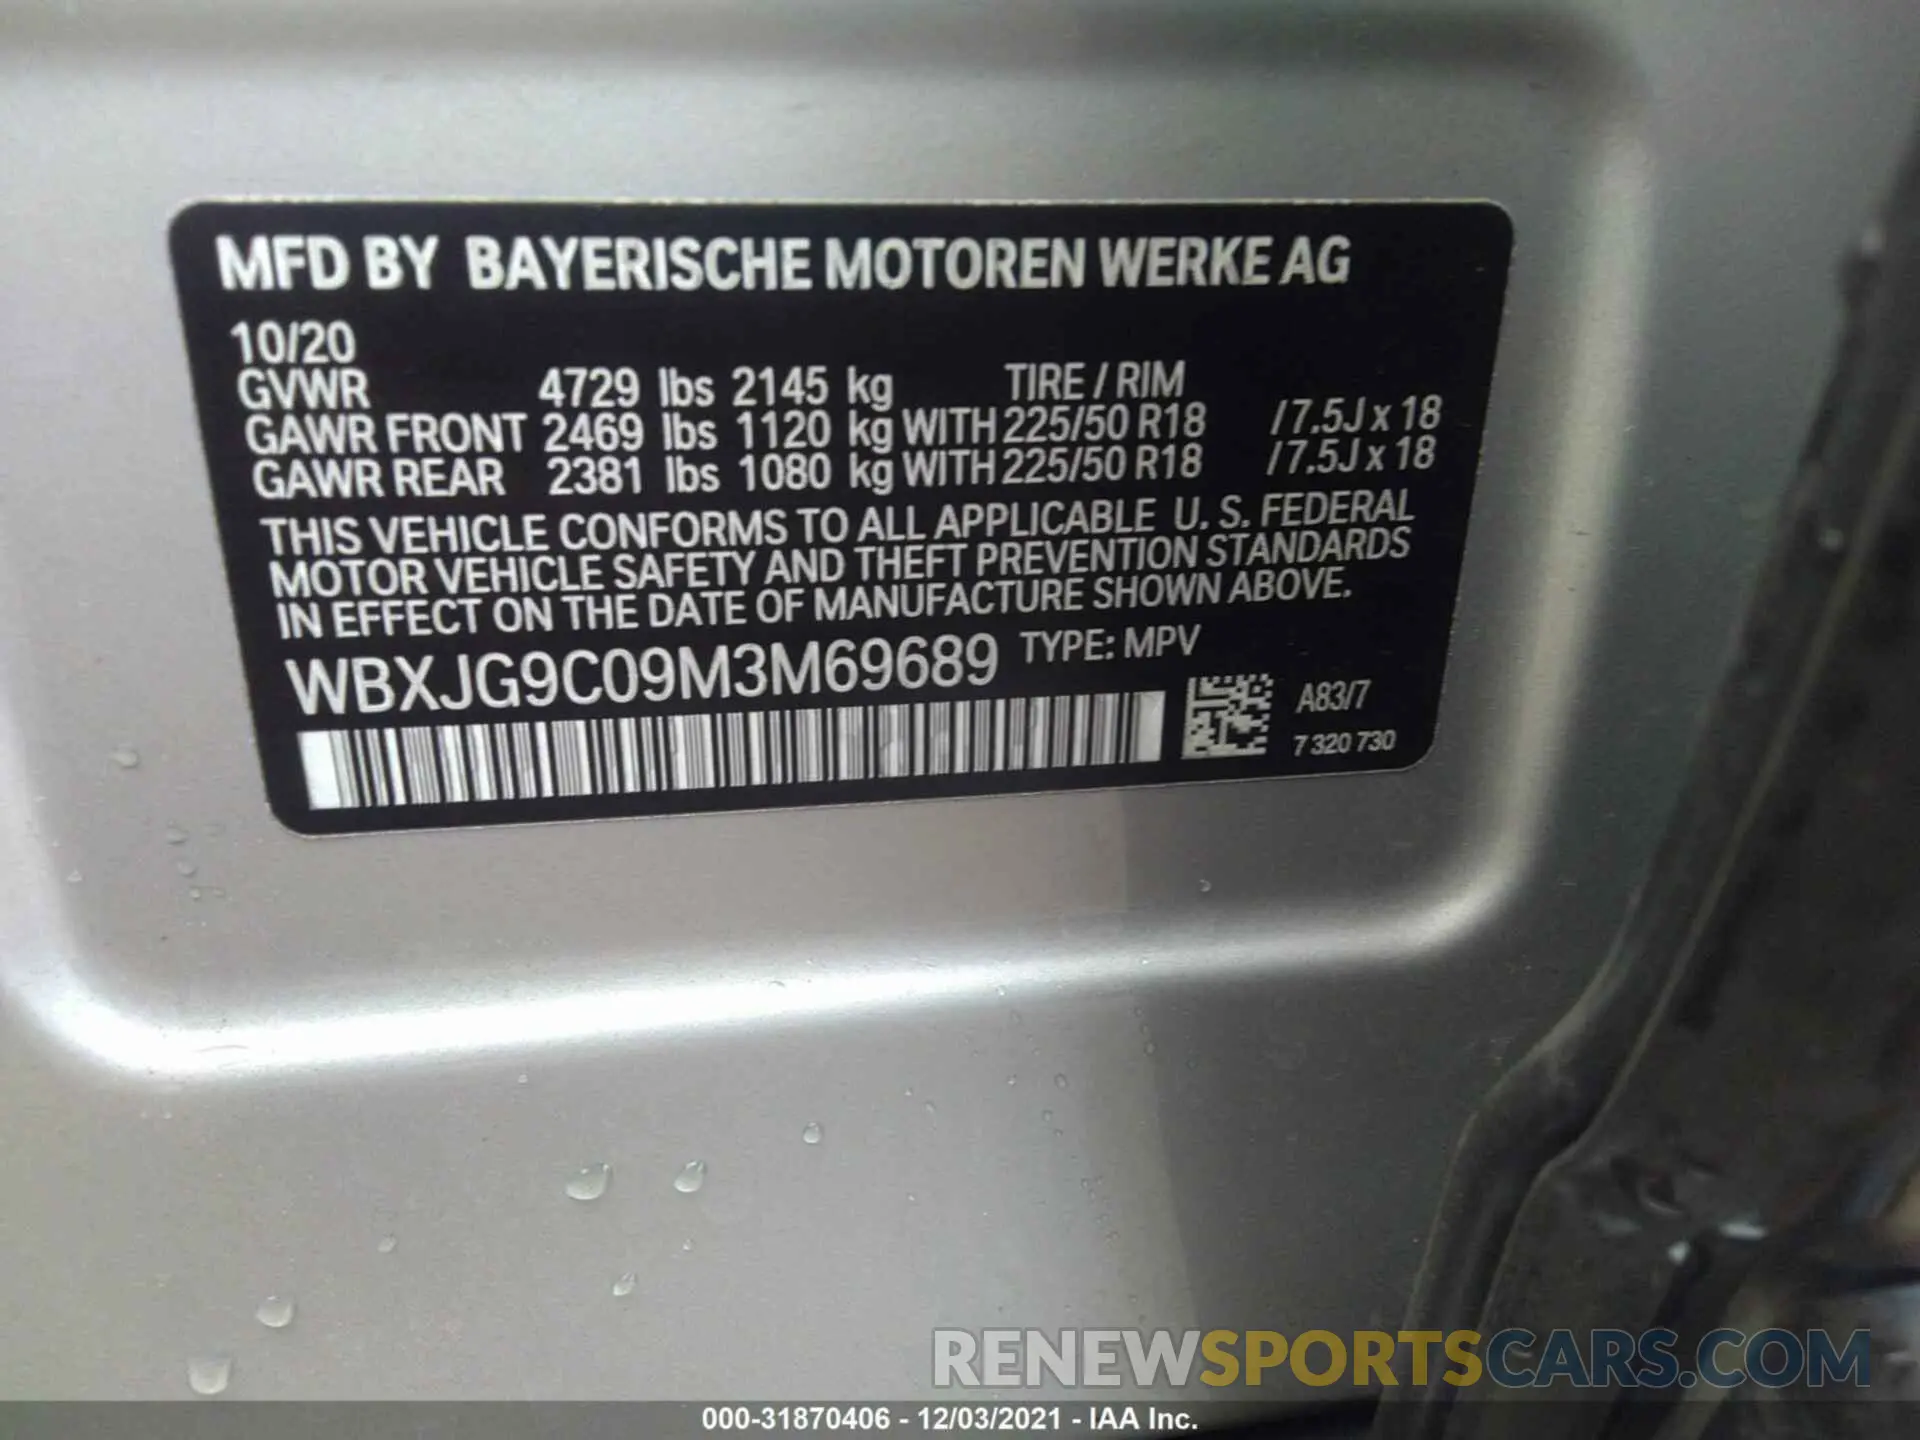 MFD BY BAYERISCHE MOTOREN WERKE AG
10/20
GVWR 4729 lbs 2145 kg TIRE / RIM
GAWR FRONT 2469 lbs 1120 kg WITH 225/50 R18 /7.5J x 18
GAWR REAR 2381 lbs 1080 kg WITH 225/50 R18 /7.5J x 18
THIS VEHICLE CONFORMS TO ALL APPLICABLE U. S. FEDERAL
MOTOR VEHICLE SAFETY AND THEFT PREVENTION STANDARDS
IN EFFECT ON THE DATE OF MANUFACTURE SHOWN ABOVE.
WBXJG9C09M3M69689 TYPE: MPV
A83/7
7 320 730
RENEWSPORTSCARS.COM
000-31870406 - 12/03/2021 - IAA Inc.